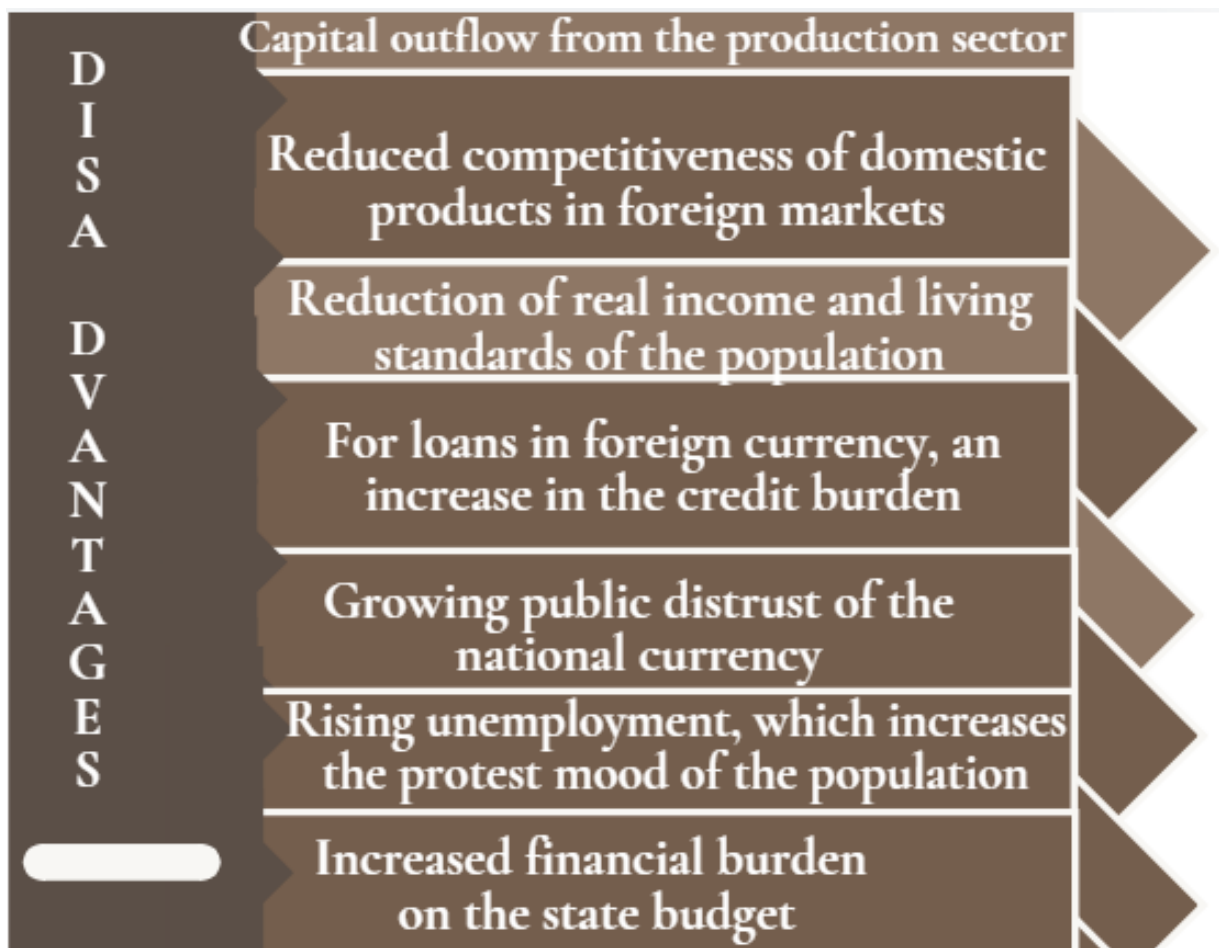 DISA DVANTAGES
Capital outflow from the production sector
Reduced competitiveness of domestic
products in foreign markets
Reduction of real income and living
standards of the population
For loans in foreign currency, an
increase in the credit burden
Growing public distrust of the
national currency
Rising unemployment, which increases
the protest mood of the population
Increased financial burden
on the state budget